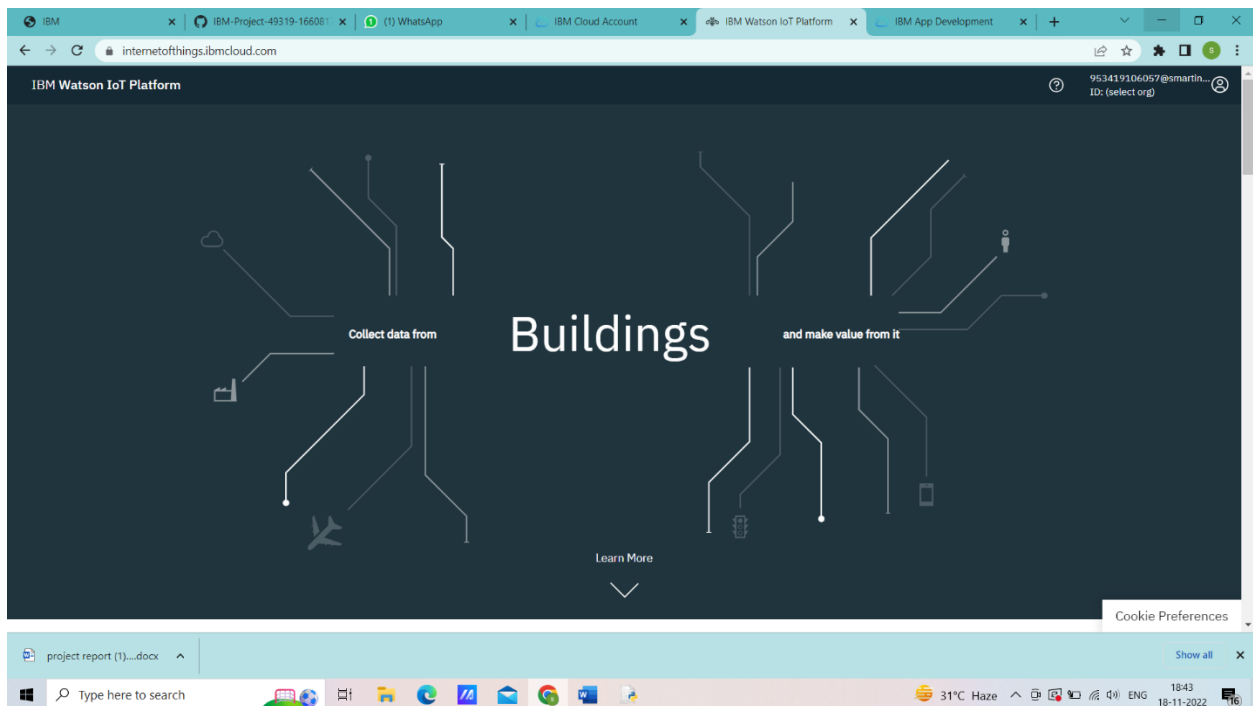 IBM
IBM-Project-49319-166081
(1) WhatsApp
IBM Cloud Account
IBM Watson IoT Platform
IBM App Development
internetofthings.ibmcloud.com
S
IBM Watson IoT Platform
953419106057@smartin...
ID: (select org)
Collect data from
Buildings
and make value from it
Learn More
Cookie Preferences
project report (1)....docx
Show all
Type here to search
31°C Haze
ENG
18:43
18-11-2022
16